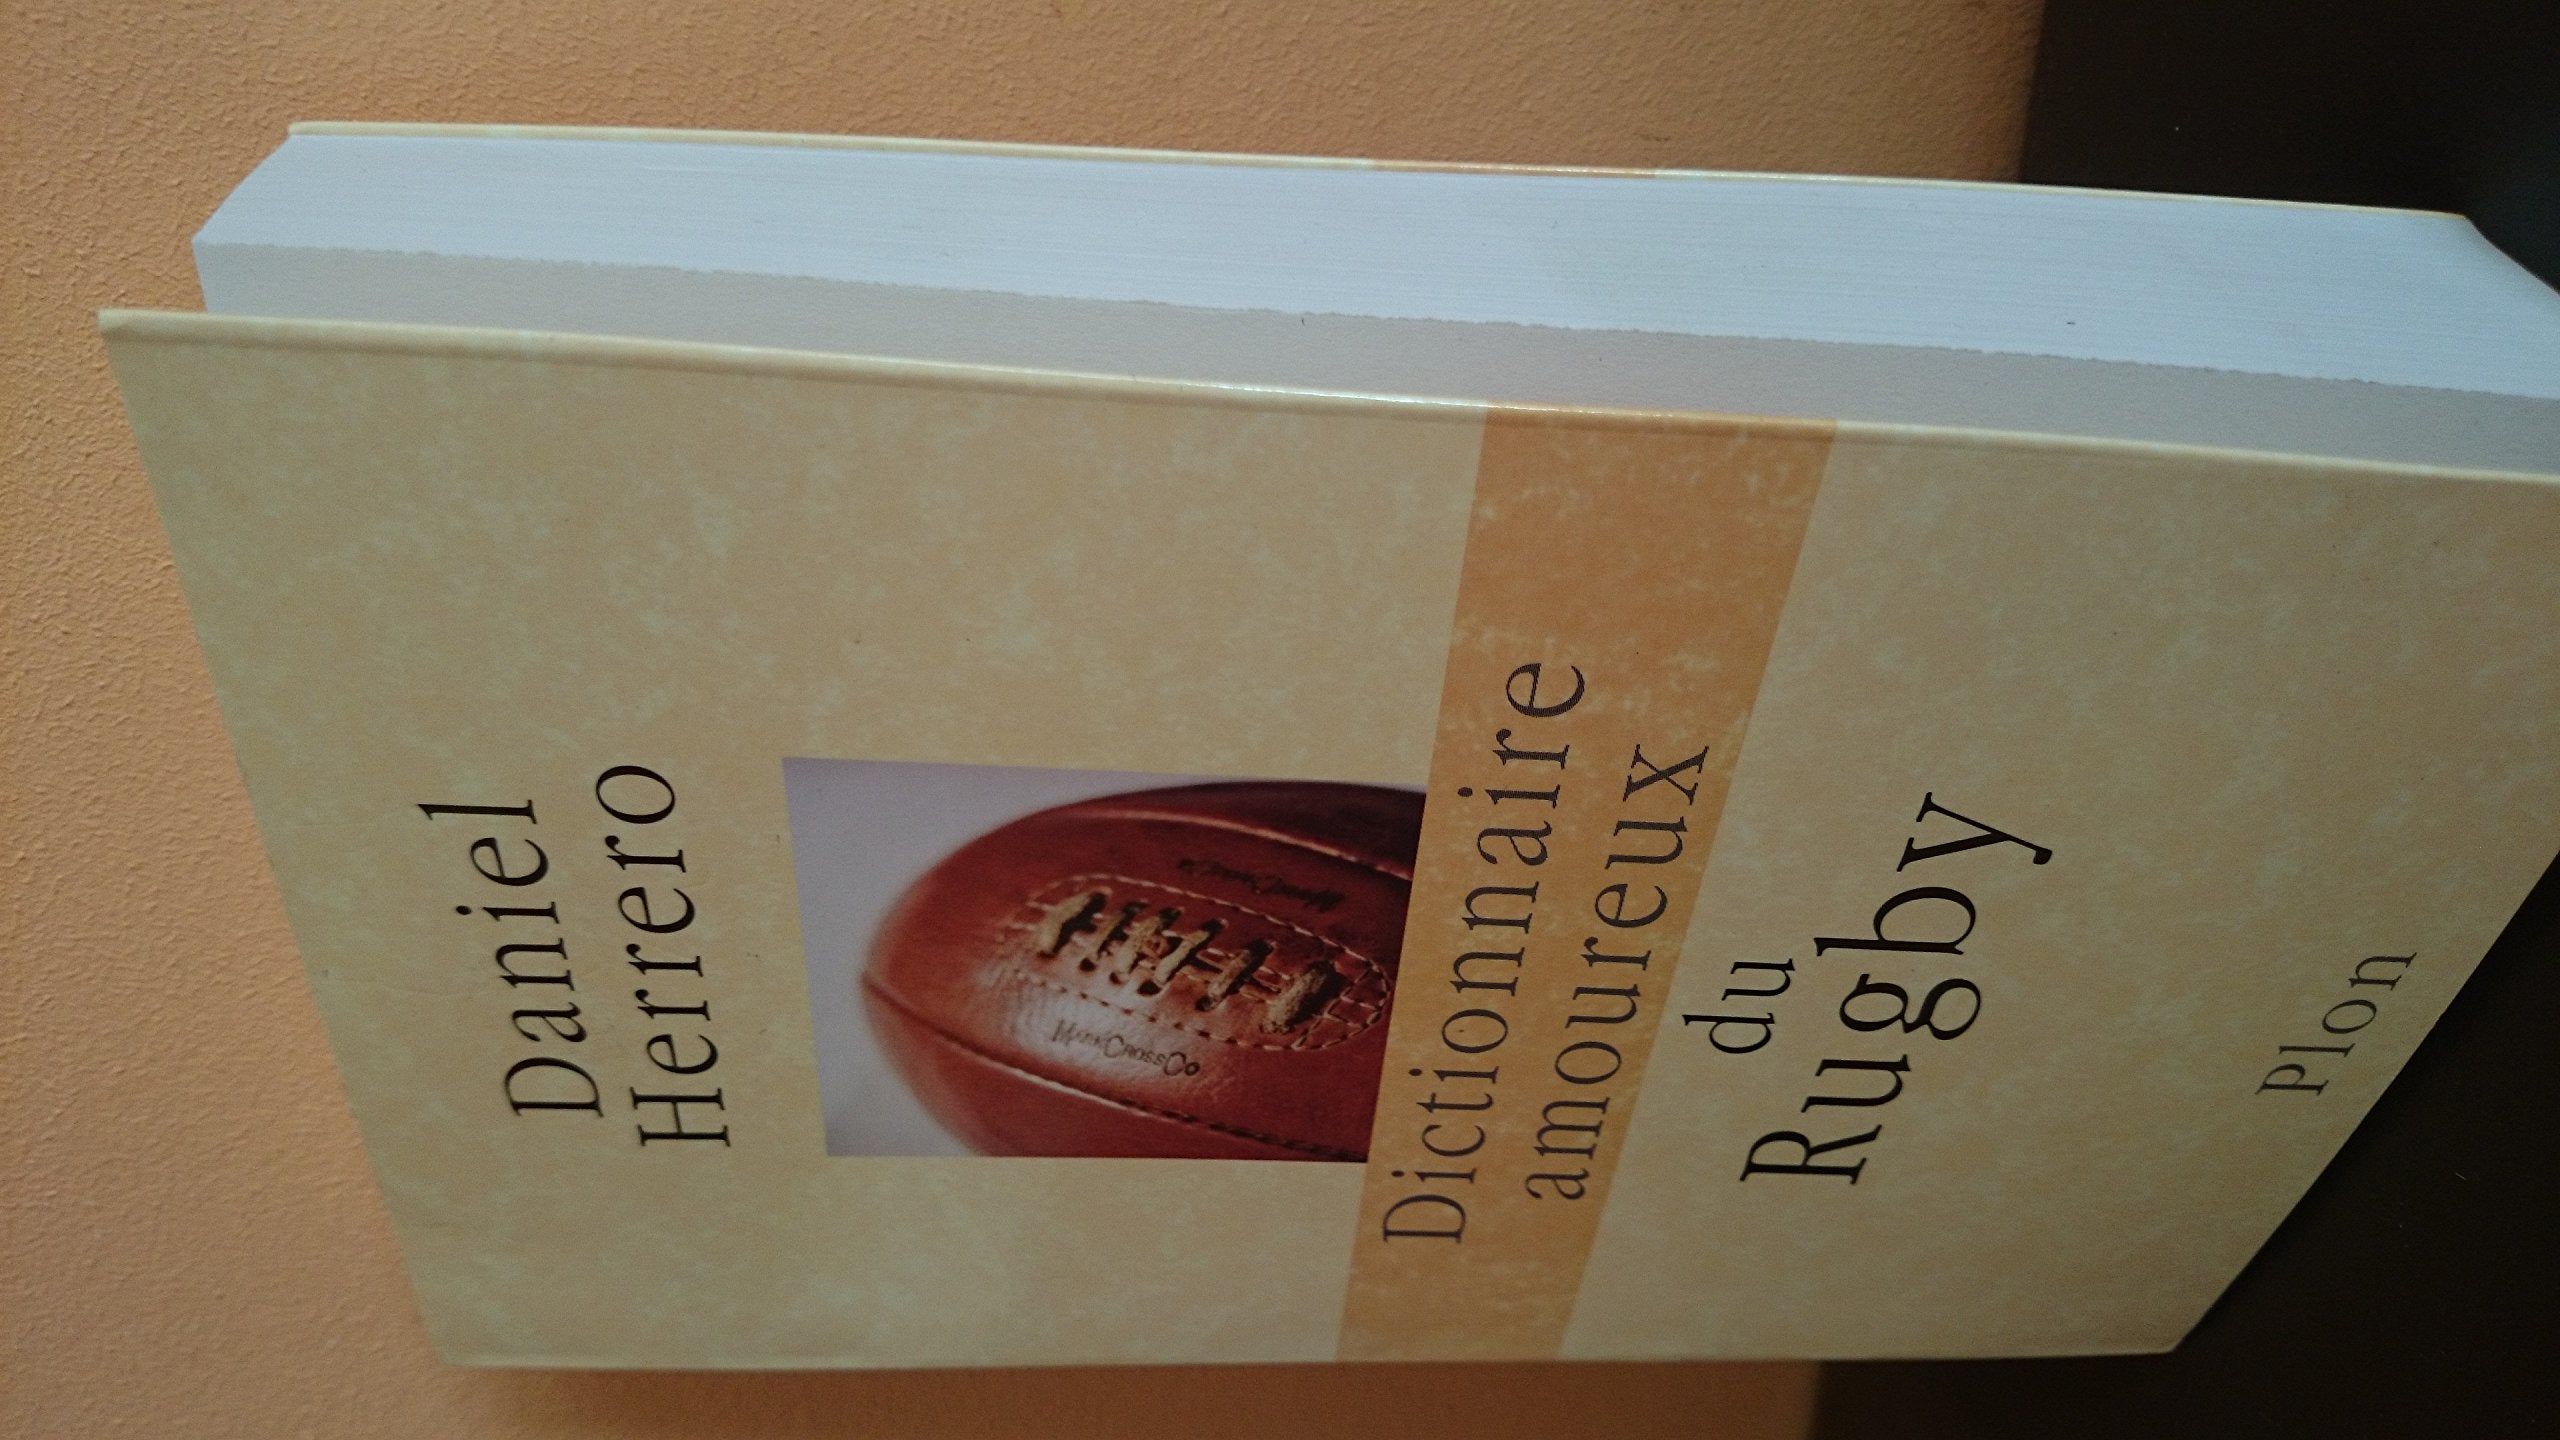 Daniel
Herrero
MarkCrossCo
Dictionnaire
amoureux
du
Rugby
Plon